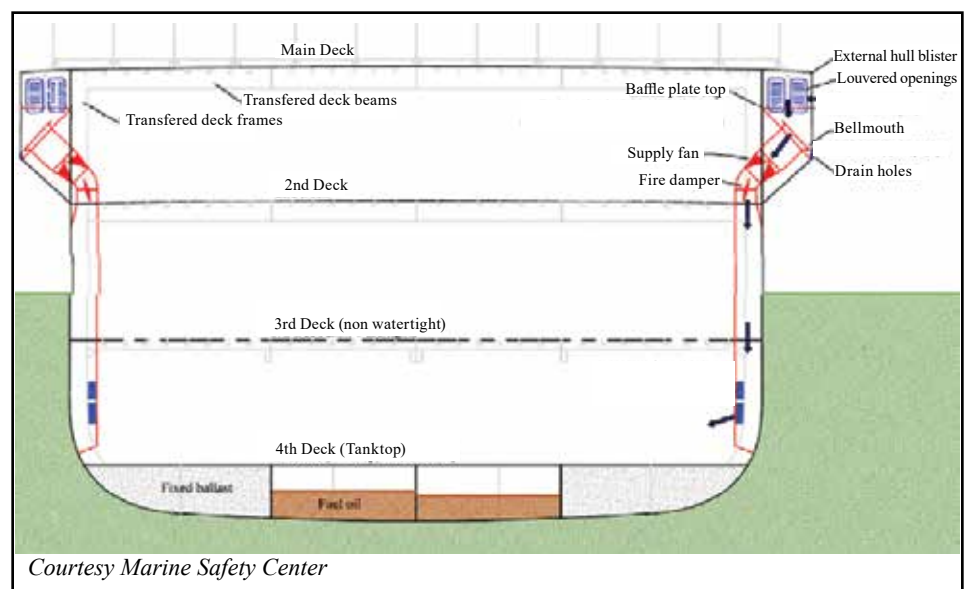 Main Deck
External hull blister
Louvered openings
Transfered deck beams
Baffle plate top
Transfered deck frames
Bellmouth
Supply fan
Drain holes
Fire damper
2nd Deck
3rd Deck (non watertight)
4th Deck (Tanktop)
Fixed ballast
Fuel oil
Courtesy Marine Safety Center